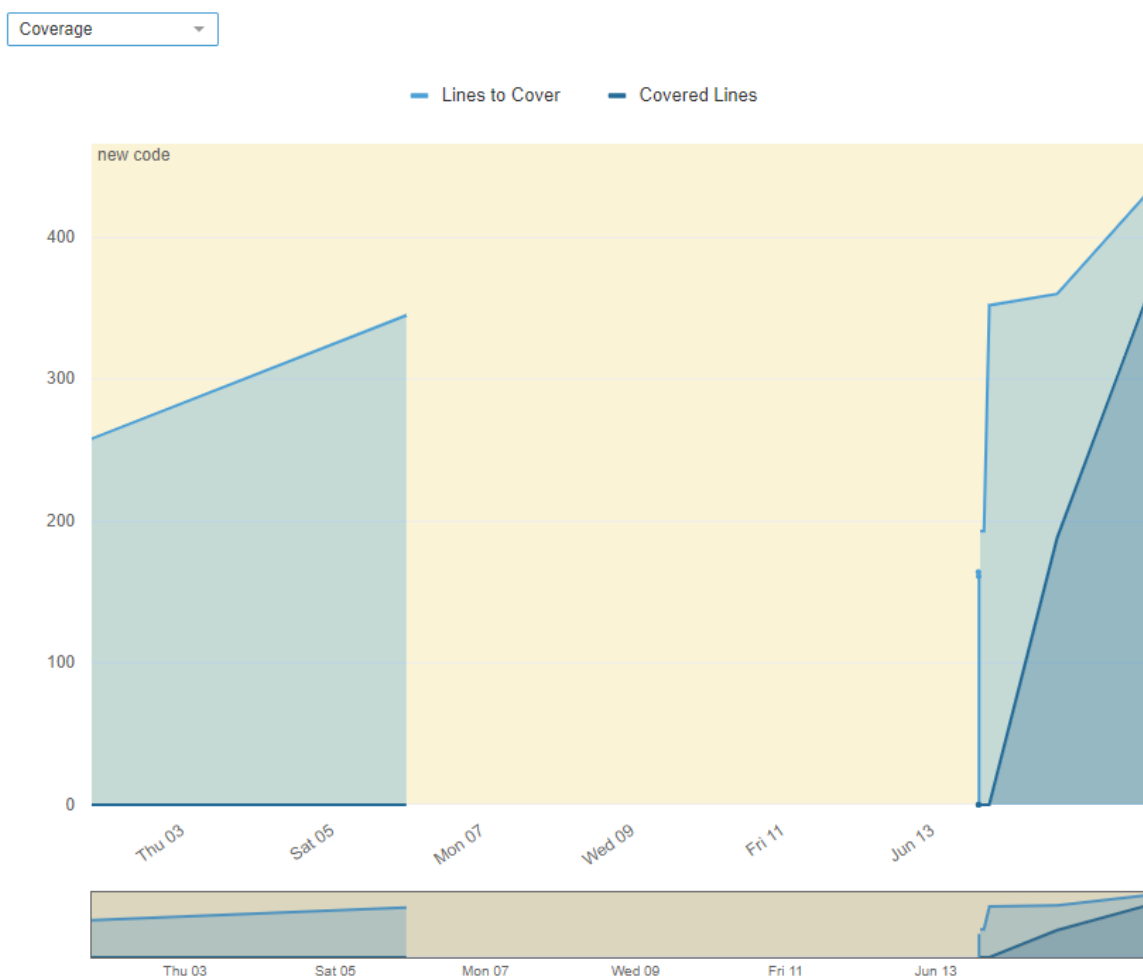 Coverage
Lines to Cover Covered Lines
new code
400
300
200
100
0
Thu 03 Sat 05 Mon 07 Wed 09 Fri 11 Jun 13
Thu 03 Sat 05 Mon 07 Wed 09 Fri 11 Jun 13